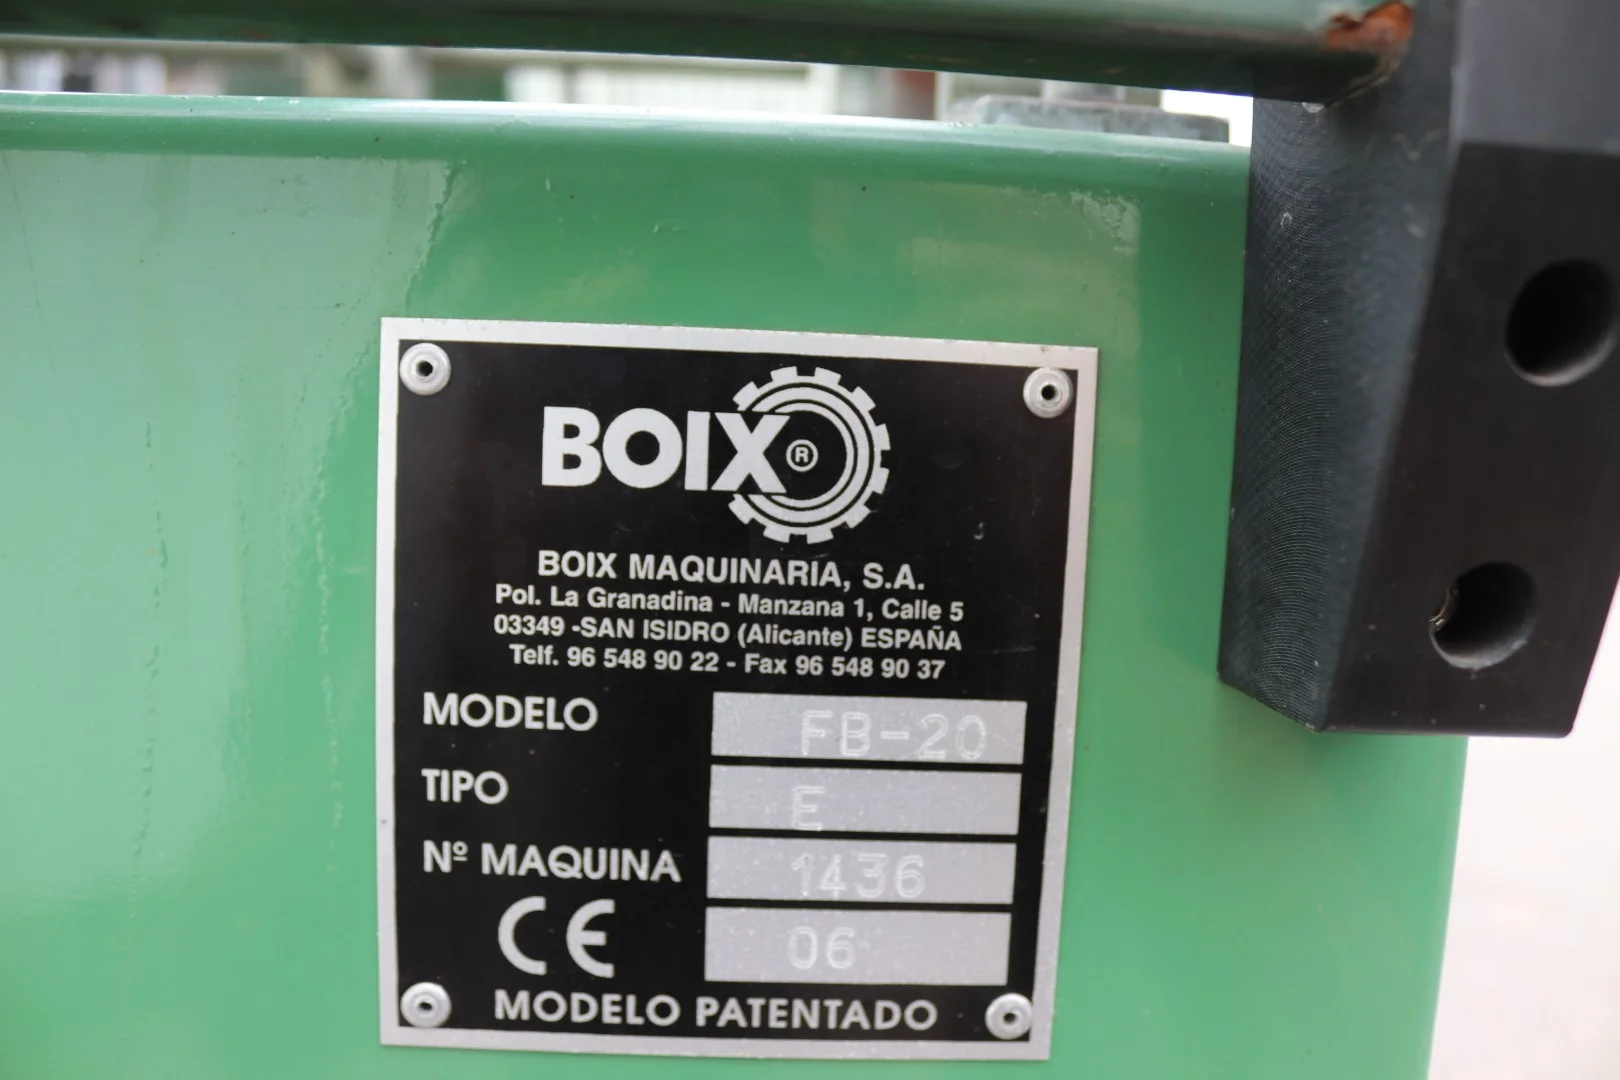 BOIX®
BOIX MAQUINARIA, S.A.
Pol. La Granadina - Manzana 1, Calle 5
03349 -SAN ISIDRO (Alicante) ESPAÑA
Telf. 96 548 90 22 - Fax 96 548 90 37
MODELO FB-20
TIPO E
Nº MAQUINA 1436
CE 06
MODELO PATENTADO